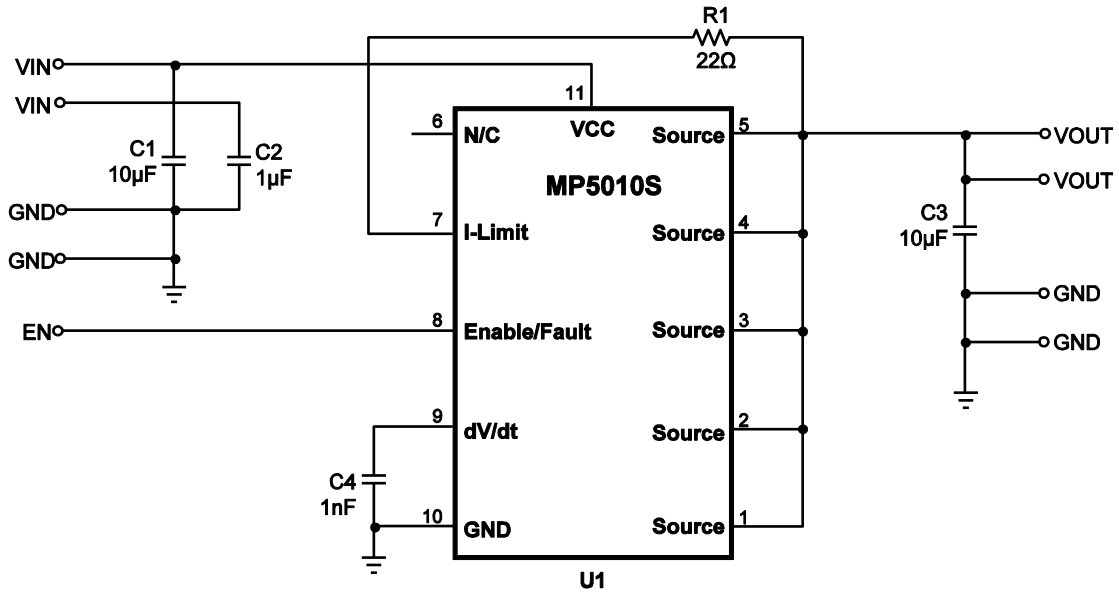 R1
22Ω
VIN
VIN
11
6
N/C
VCC
Source
5
VOUT
C1
10µF
C2
1µF
MP5010S
VOUT
GND
7
I-Limit
Source
4
C3
10µF
GND
GND
EN
8
Enable/Fault
Source
3
GND
9
dV/dt
Source
2
C4
1nF
10
GND
Source
1
U1